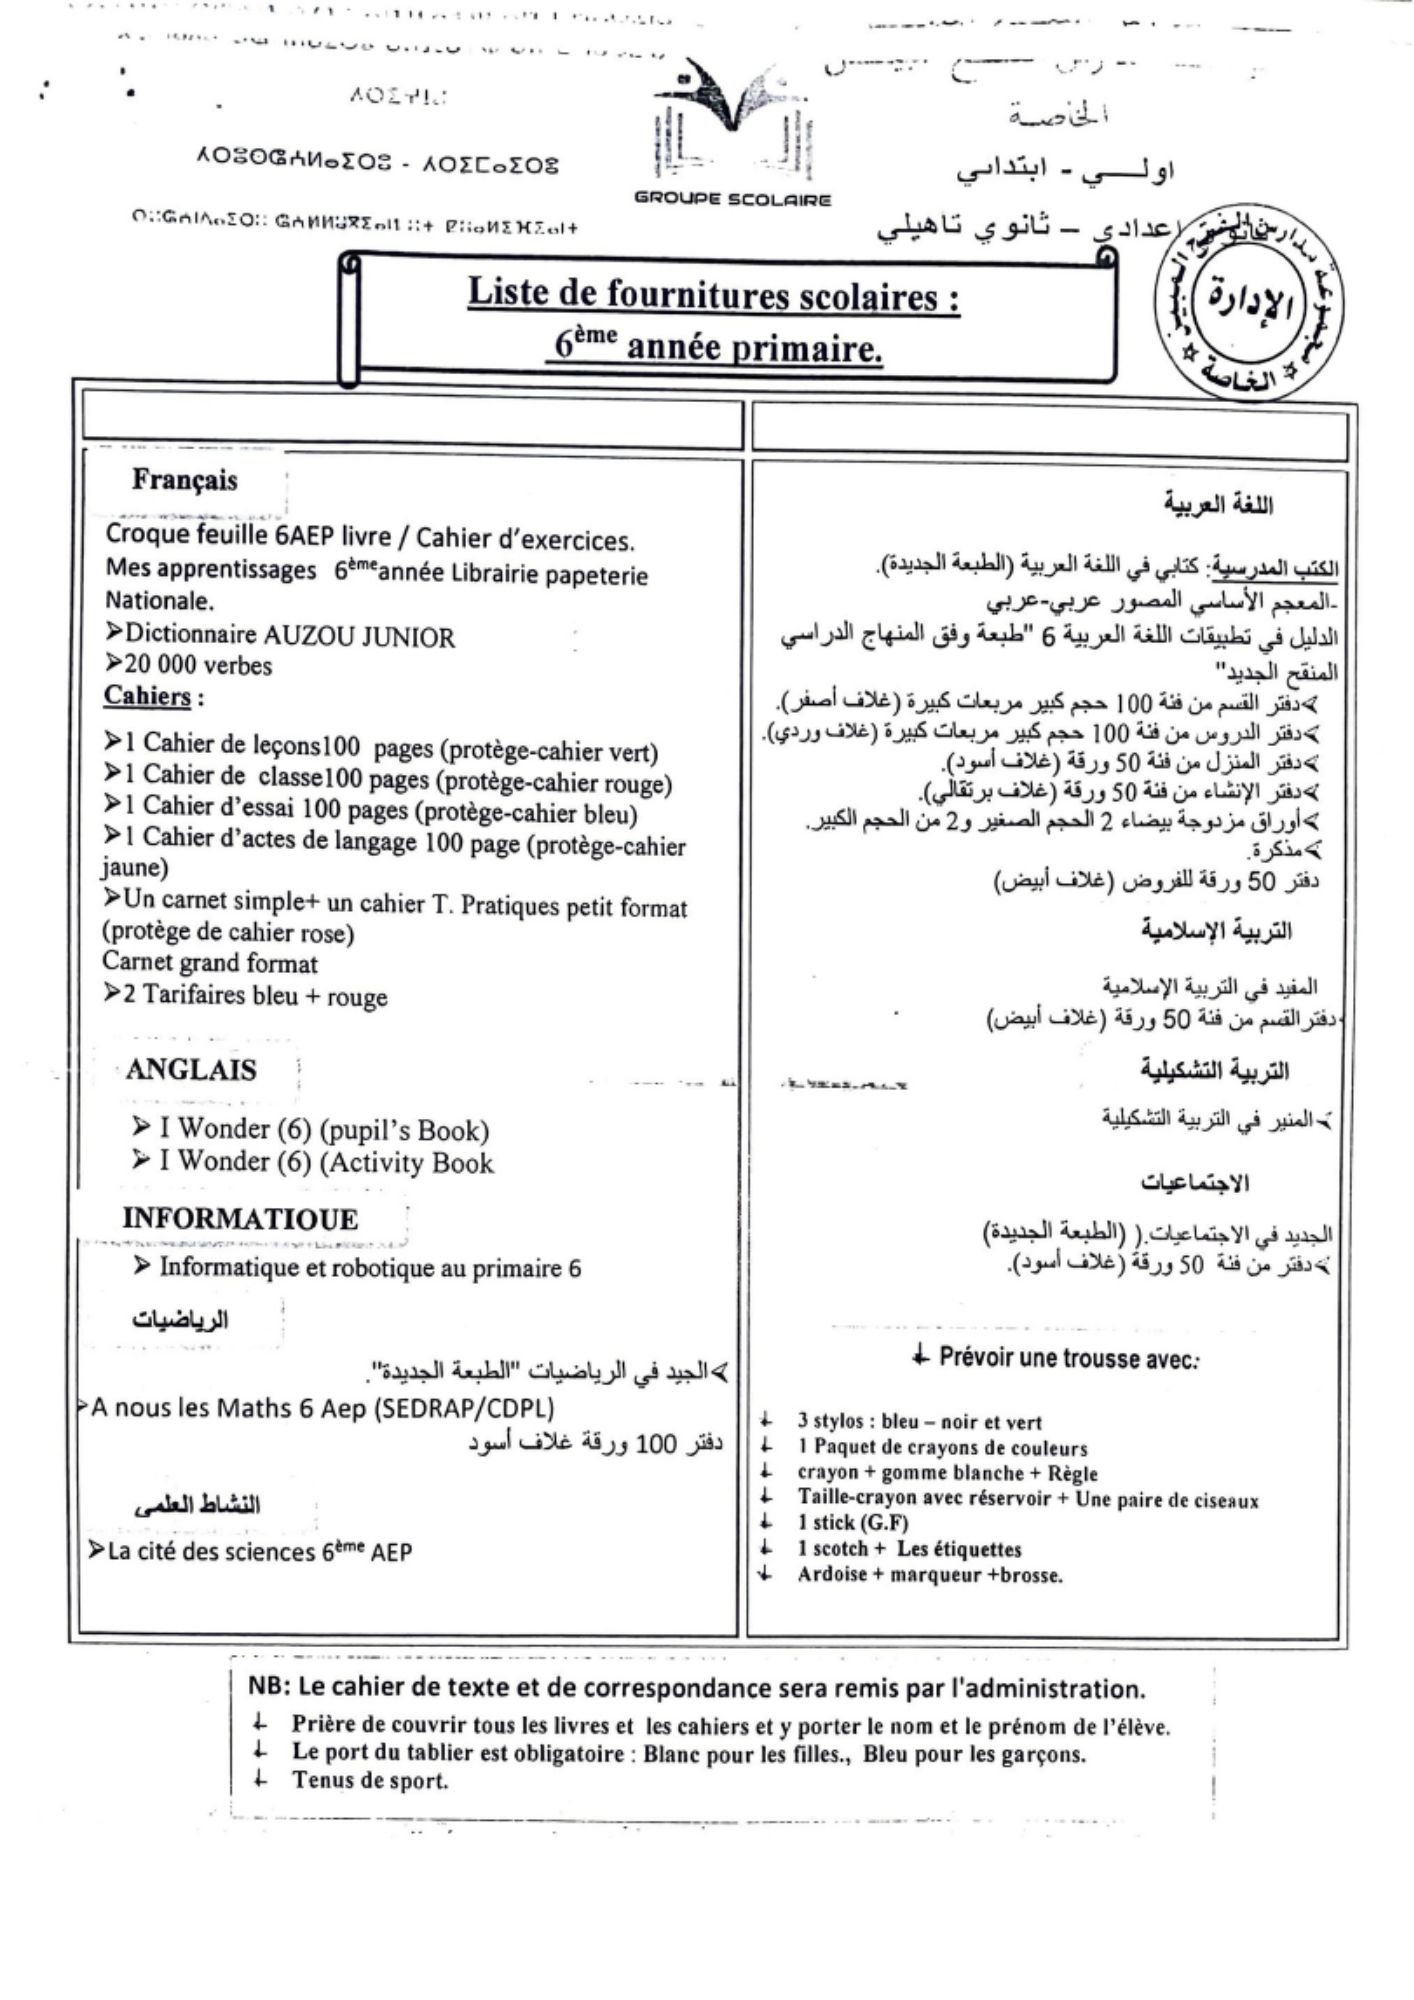 الخاصة
اولي - ابتدائي
اعدادي – ثانوي تاهيلي
GROUPE SCOLAIRE
الإدارة
الخاصة
Liste de fournitures scolaires :
6ème année primaire.
Français
Croque feuille 6AEP livre / Cahier d'exercices.
Mes apprentissages 6ème année Librairie papeterie
Nationale.
➢Dictionnaire AUZOU JUNIOR
➢20 000 verbes
Cahiers :
➢1 Cahier de leçons100 pages (protège-cahier vert)
➢1 Cahier de classe100 pages (protège-cahier rouge)
➢1 Cahier d'essai 100 pages (protège-cahier bleu)
➢1 Cahier d'actes de langage 100 page (protège-cahier
jaune)
➢Un carnet simple+ un cahier T. Pratiques petit format
(protège de cahier rose)
Carnet grand format
➢2 Tarifaires bleu + rouge
ANGLAIS
➢ I Wonder (6) (pupil's Book)
➢ I Wonder (6) (Activity Book
INFORMATIQUE
➢ Informatique et robotique au primaire 6
الرياضيات
➢الجيد في الرياضيات "الطبعة الجديدة".
➢A nous les Maths 6 Aep (SEDRAP/CDPL)
دفتر 100 ورقة غلاف أسود
النشاط العلمي
➢La cité des sciences 6ème AEP
اللغة العربية
الكتب المدرسية: كتابي في اللغة العربية (الطبعة الجديدة).
-المعجم الأساسي المصور عربي-عربي
الدليل في تطبيقات اللغة العربية 6 "طبعة وفق المنهاج الدراسي
المنقح الجديد"
➢دفتر القسم من فئة 100 حجم كبير مربعات كبيرة (غلاف أصفر).
➢دفتر الدروس من فئة 100 حجم كبير مربعات كبيرة (غلاف وردي).
➢دفتر المنزل من فئة 50 ورقة (غلاف أسود).
➢دفتر الإنشاء من فئة 50 ورقة (غلاف برتقالي).
➢أوراق مزدوجة بيضاء 2 الحجم الصغير و2 من الحجم الكبير.
➢مذكرة.
دفتر 50 ورقة للفروض (غلاف أبيض)
التربية الإسلامية
المفيد في التربية الإسلامية
دفتر القسم من فئة 50 ورقة (غلاف أبيض)
التربية التشكيلية
➢المنير في التربية التشكيلية
الاجتماعيات
الجديد في الاجتماعيات.( (الطبعة الجديدة)
➢دفتر من فئة 50 ورقة (غلاف أسود).
Prévoir une trousse avec:
3 stylos : bleu – noir et vert
1 Paquet de crayons de couleurs
crayon + gomme blanche + Règle
Taille-crayon avec réservoir + Une paire de ciseaux
1 stick (G.F)
1 scotch + Les étiquettes
Ardoise + marqueur +brosse.
NB: Le cahier de texte et de correspondance sera remis par l'administration.
Prière de couvrir tous les livres et les cahiers et y porter le nom et le prénom de l'élève.
Le port du tablier est obligatoire : Blanc pour les filles., Bleu pour les garçons.
Tenus de sport.